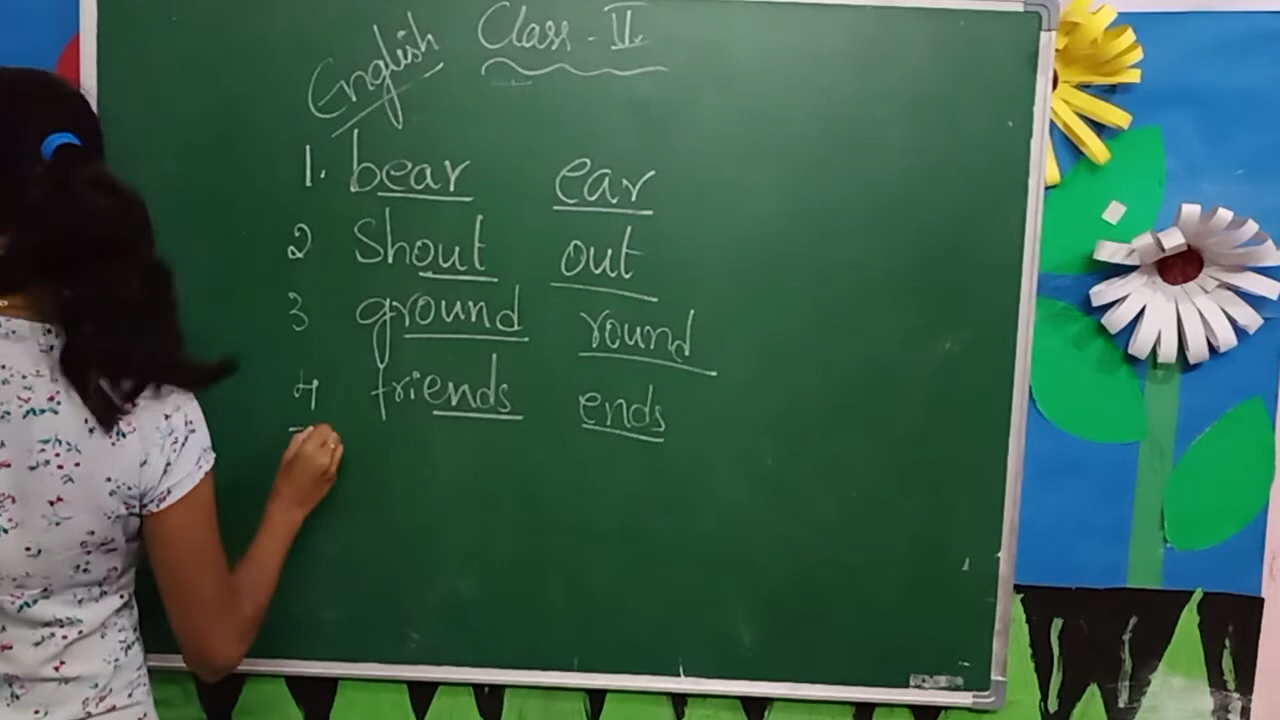 English Class - II
1. bear ear
2 Shout out
3 ground round
4 friends ends